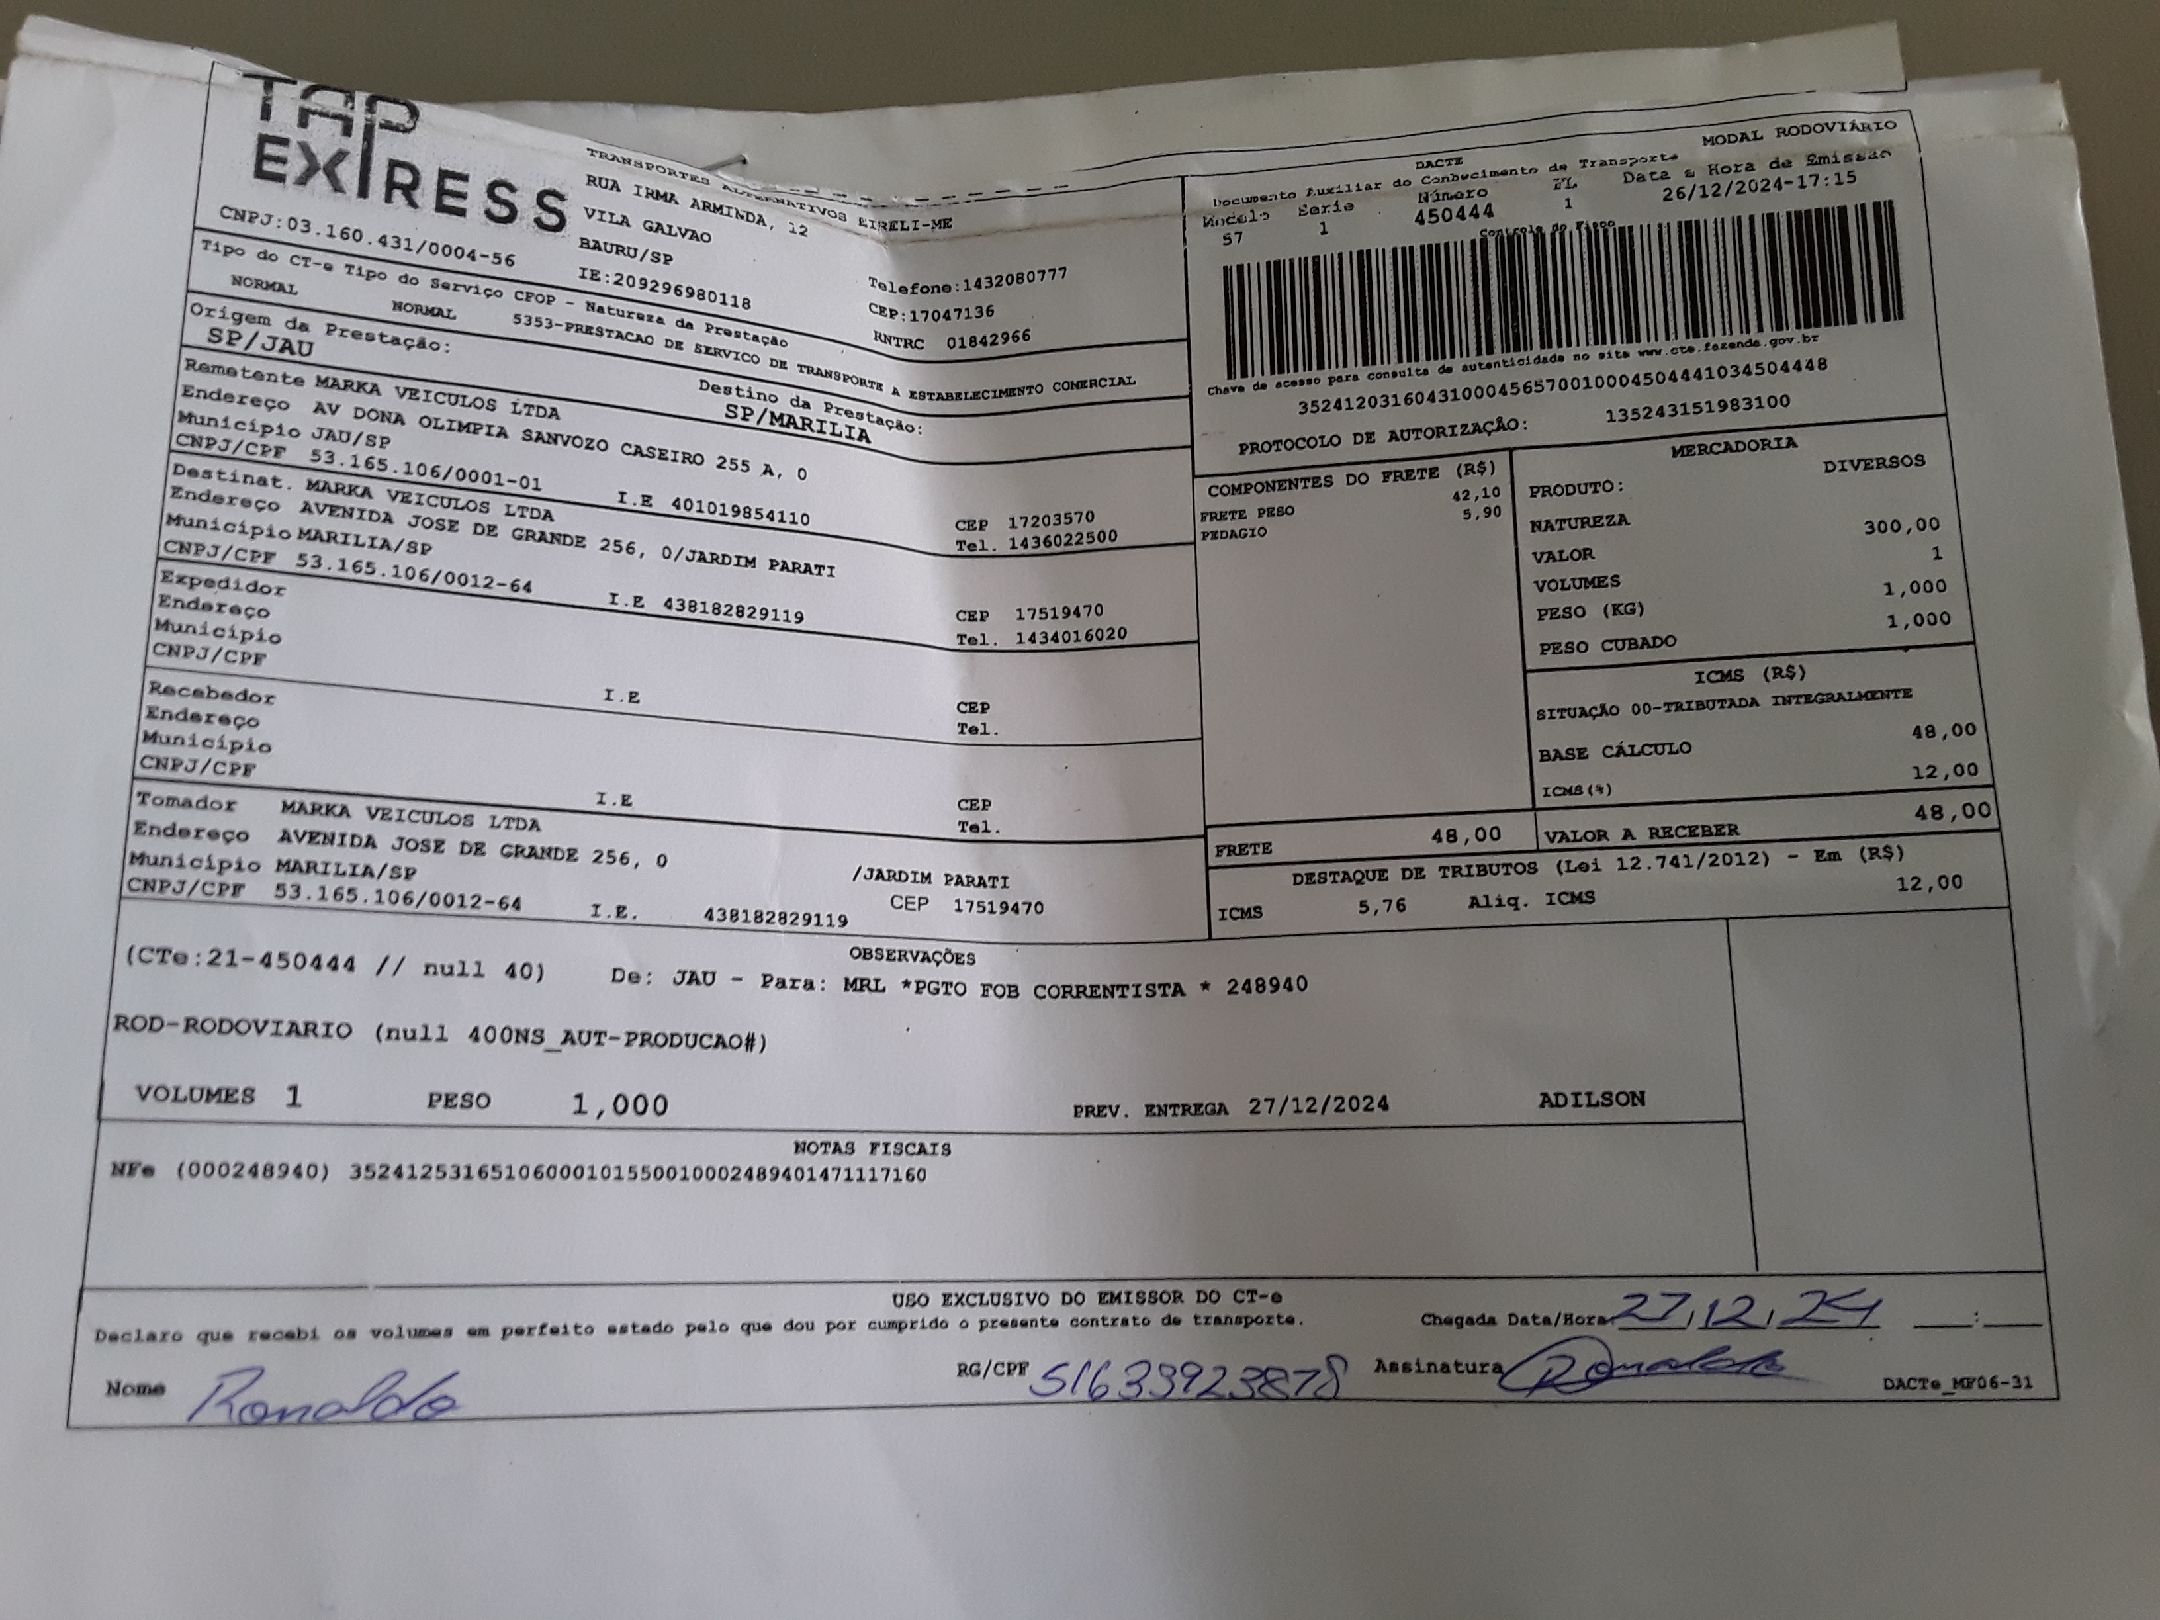 TAP
EXPRESS
CNPJ:03.160.431/0004-56
TRANSPORTES ALTERNATIVOS EIRELI-ME
RUA IRMA ARMINDA, 12
VILA GALVAO
BAURU/SP
IE:209296980118
Telefone:1432080777
CEP:17047136
RNTRC 01842966
DACTE
MODAL RODOVIÁRIO
Documento Auxiliar do Conhecimento de Transporte
Modelo Serie Número FL Data e Hora de Emissão
57 1 450444 1 26/12/2024-17:15
Controle do Fisco
Chave de acesso para consulta de autenticidade no site www.cte.fazenda.gov.br
35241203160431000456570010004504441034504448
PROTOCOLO DE AUTORIZAÇÃO: 135243151983100
Tipo do CT-e Tipo do Serviço CFOP - Natureza da Prestação
NORMAL NORMAL 5353-PRESTACAO DE SERVICO DE TRANSPORTE A ESTABELECIMENTO COMERCIAL
Origem da Prestação: Destino da Prestação:
SP/JAU SP/MARILIA
Remetente MARKA VEICULOS LTDA
Endereço AV DONA OLIMPIA SANVOZO CASEIRO 255 A, 0
Município JAU/SP CEP 17203570
CNPJ/CPF 53.165.106/0001-01 I.E 401019854110 Tel. 1436022500
Destinat. MARKA VEICULOS LTDA
Endereço AVENIDA JOSE DE GRANDE 256, 0/JARDIM PARATI
Município MARILIA/SP CEP 17519470
CNPJ/CPF 53.165.106/0012-64 I.E 438182829119 Tel. 1434016020
Expedidor
Endereço
Município CEP
CNPJ/CPF I.E Tel.
Recebedor
Endereço
Município CEP
CNPJ/CPF I.E Tel.
Tomador MARKA VEICULOS LTDA
Endereço AVENIDA JOSE DE GRANDE 256, 0 /JARDIM PARATI
Município MARILIA/SP CEP 17519470
CNPJ/CPF 53.165.106/0012-64 I.E. 438182829119
COMPONENTES DO FRETE (R$)
FRETE PESO 42,10
PEDAGIO 5,90
MERCADORIA
PRODUTO: DIVERSOS
NATUREZA
VALOR 300,00
VOLUMES 1
PESO (KG) 1,000
PESO CUBADO 1,000
ICMS (R$)
SITUAÇÃO 00-TRIBUTADA INTEGRALMENTE
BASE CÁLCULO 48,00
ICMS(%) 12,00
FRETE 48,00 VALOR A RECEBER 48,00
DESTAQUE DE TRIBUTOS (Lei 12.741/2012) - Em (R$)
ICMS 5,76 Aliq. ICMS 12,00
OBSERVAÇÕES
(CTe:21-450444 // null 40) De: JAU - Para: MRL *PGTO FOB CORRENTISTA * 248940
ROD-RODOVIARIO (null 400NS_AUT-PRODUCAO#)
VOLUMES 1 PESO 1,000 PREV. ENTREGA 27/12/2024 ADILSON
NOTAS FISCAIS
NFe (000248940) 35241253165106000101550010002489401471117160
USO EXCLUSIVO DO EMISSOR DO CT-e
Declaro que recebi os volumes em perfeito estado pelo que dou por cumprido o presente contrato de transporte. Chegada Data/Hora 27/12/24 __:__
Nome Ronaldo RG/CPF 51633923878 Assinatura Ronaldo
DACTe_MF06-31